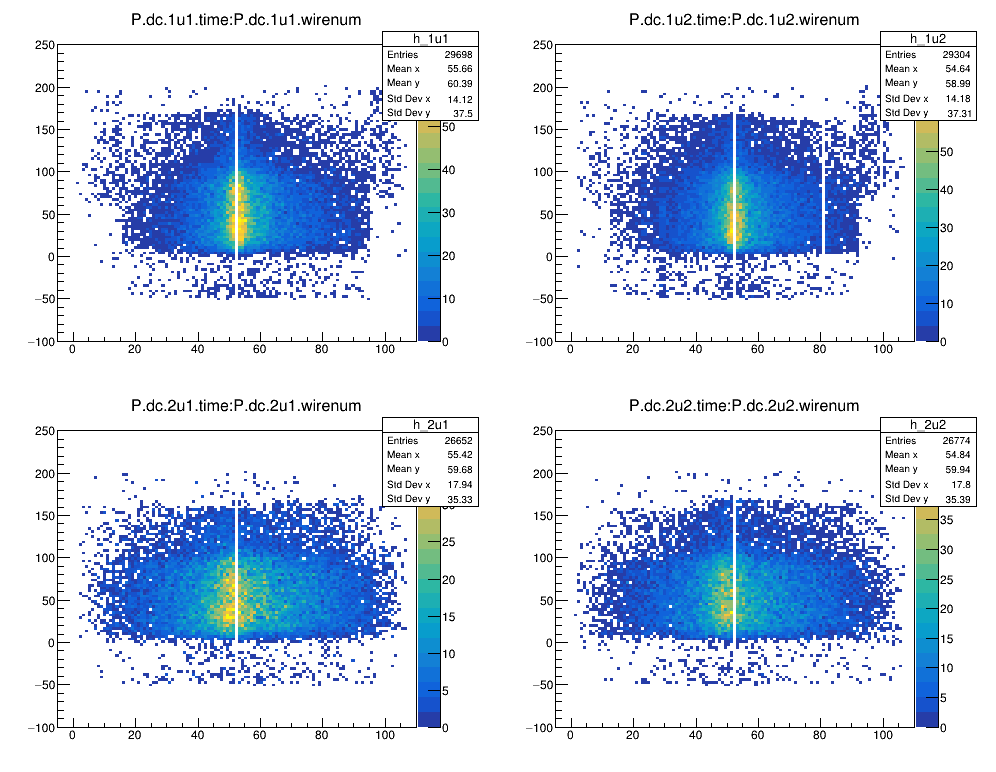 P.dc.1u1.time:P.dc.1u1.wirenum
h_1u1
Entries 29698
Mean x 55.66
Mean y 60.39
Std Dev x 14.12
Std Dev y 37.5
250
200
150
100
50
0
−50
−100
0 20 40 60 80 100
50
40
30
20
10
0
P.dc.1u2.time:P.dc.1u2.wirenum
h_1u2
Entries 29304
Mean x 54.64
Mean y 58.99
Std Dev x 14.18
Std Dev y 37.31
250
200
150
100
50
0
−50
−100
0 20 40 60 80 100
50
40
30
20
10
0
P.dc.2u1.time:P.dc.2u1.wirenum
h_2u1
Entries 26652
Mean x 55.42
Mean y 59.68
Std Dev x 17.94
Std Dev y 35.33
250
200
150
100
50
0
−50
−100
0 20 40 60 80 100
25
20
15
10
5
0
P.dc.2u2.time:P.dc.2u2.wirenum
h_2u2
Entries 26774
Mean x 54.84
Mean y 59.94
Std Dev x 17.8
Std Dev y 35.39
250
200
150
100
50
0
−50
−100
0 20 40 60 80 100
35
30
25
20
15
10
5
0